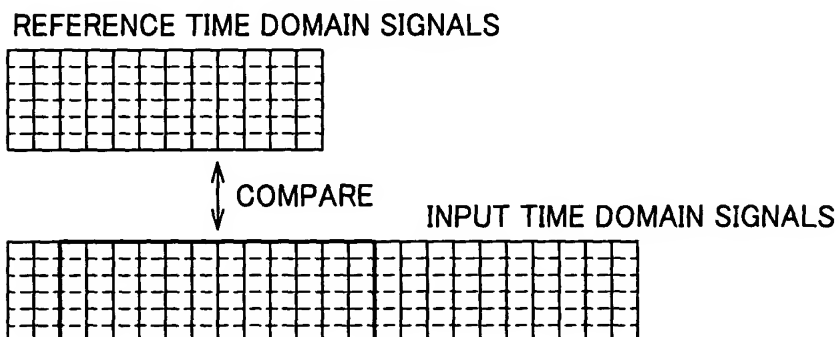 REFERENCE TIME DOMAIN SIGNALS
COMPARE
INPUT TIME DOMAIN SIGNALS